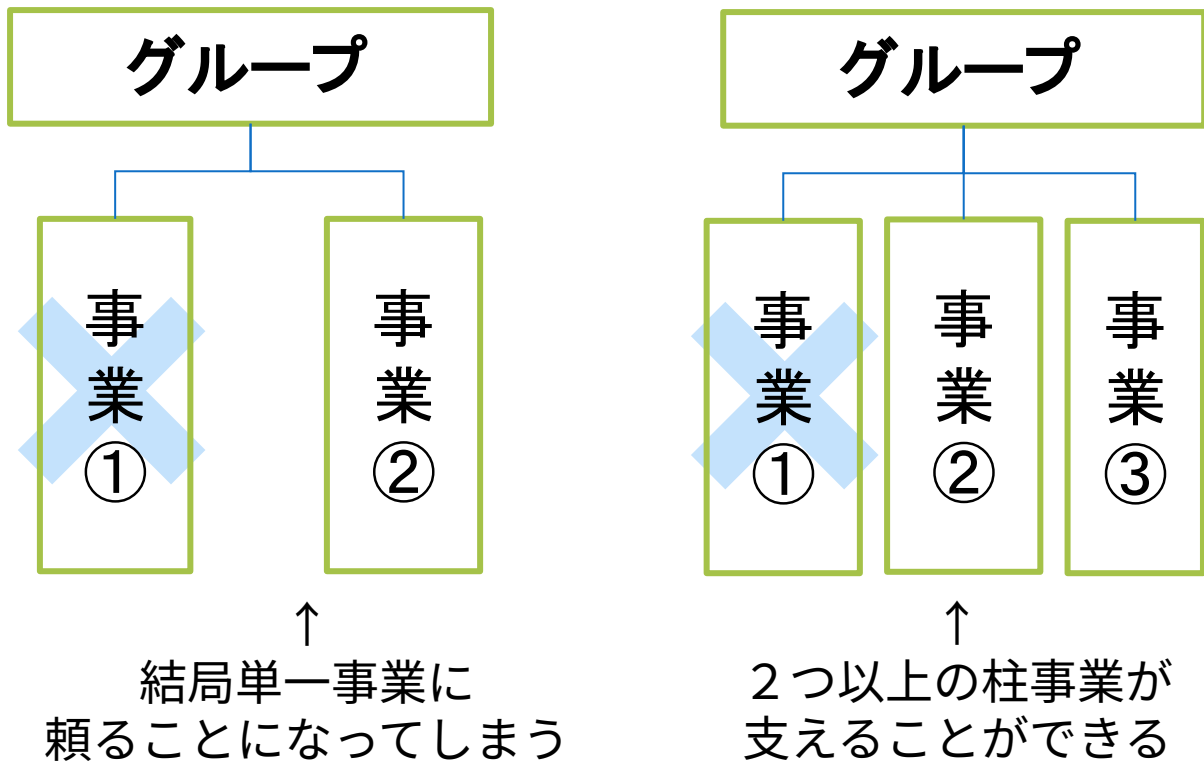 グループ
事業①
事業②
↑
結局単一事業に
頼ることになってしまう
グループ
事業①
事業②
事業③
↑
２つ以上の柱事業が
支えることができる